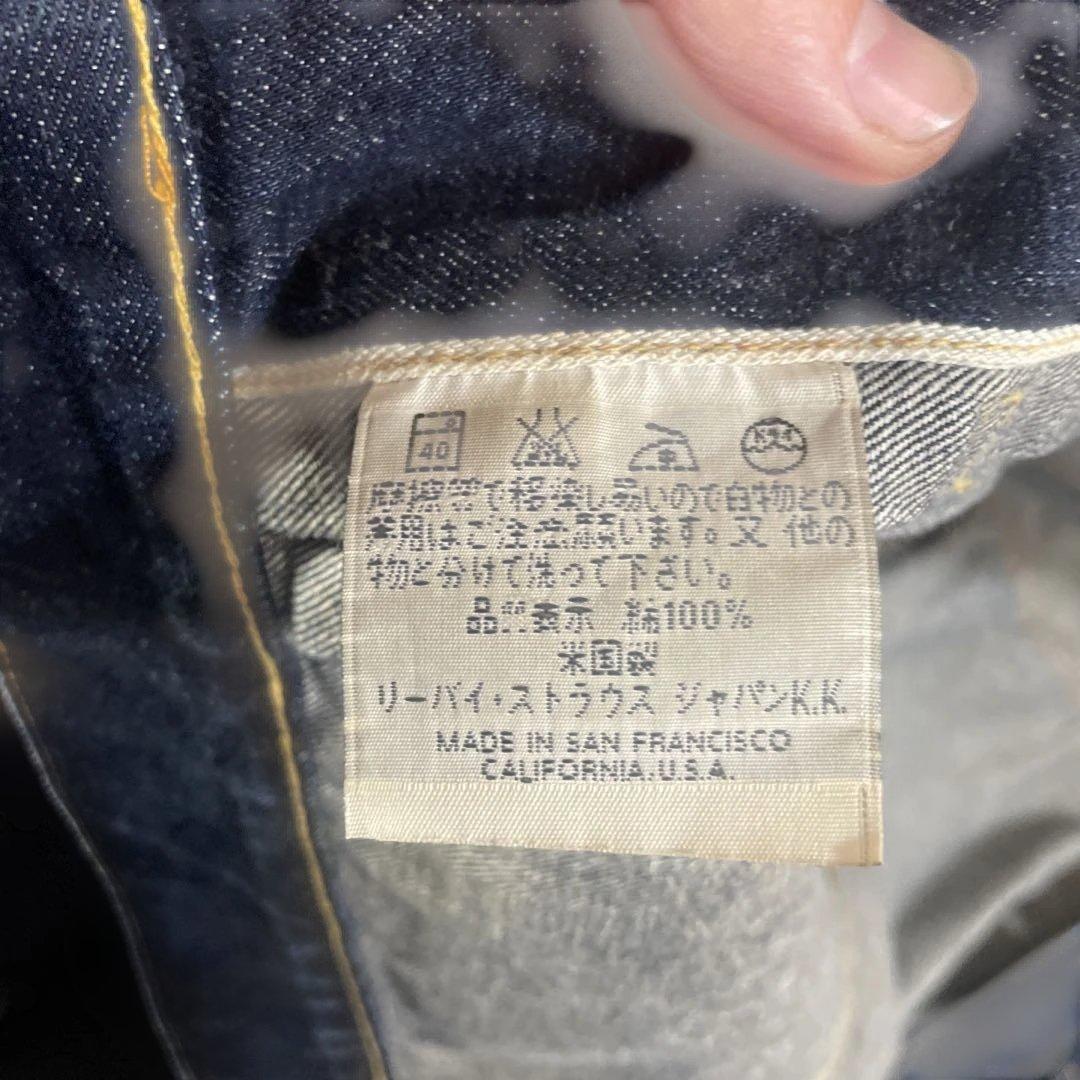 40
摩擦等で移染し易いので白物との
着用はご注意願います。又 他の
物と分けて洗って下さい。
品質表示 綿100%
米国製
リーバイ・ストラウス ジャパンK.K.
MADE IN SAN FRANCISCO
CALIFORNIA.U.S.A.